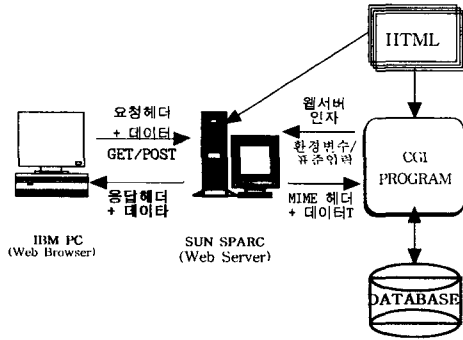 HTML
요청헤더
+ 데이터
GET/POST
응답헤더
+ 데이타
웹서버
인자
환경변수/
표준입력
MIME 헤더
+ 데이터T
CGI
PROGRAM
IBM PC
(Web Browser)
SUN SPARC
(Web Server)
DATABASE